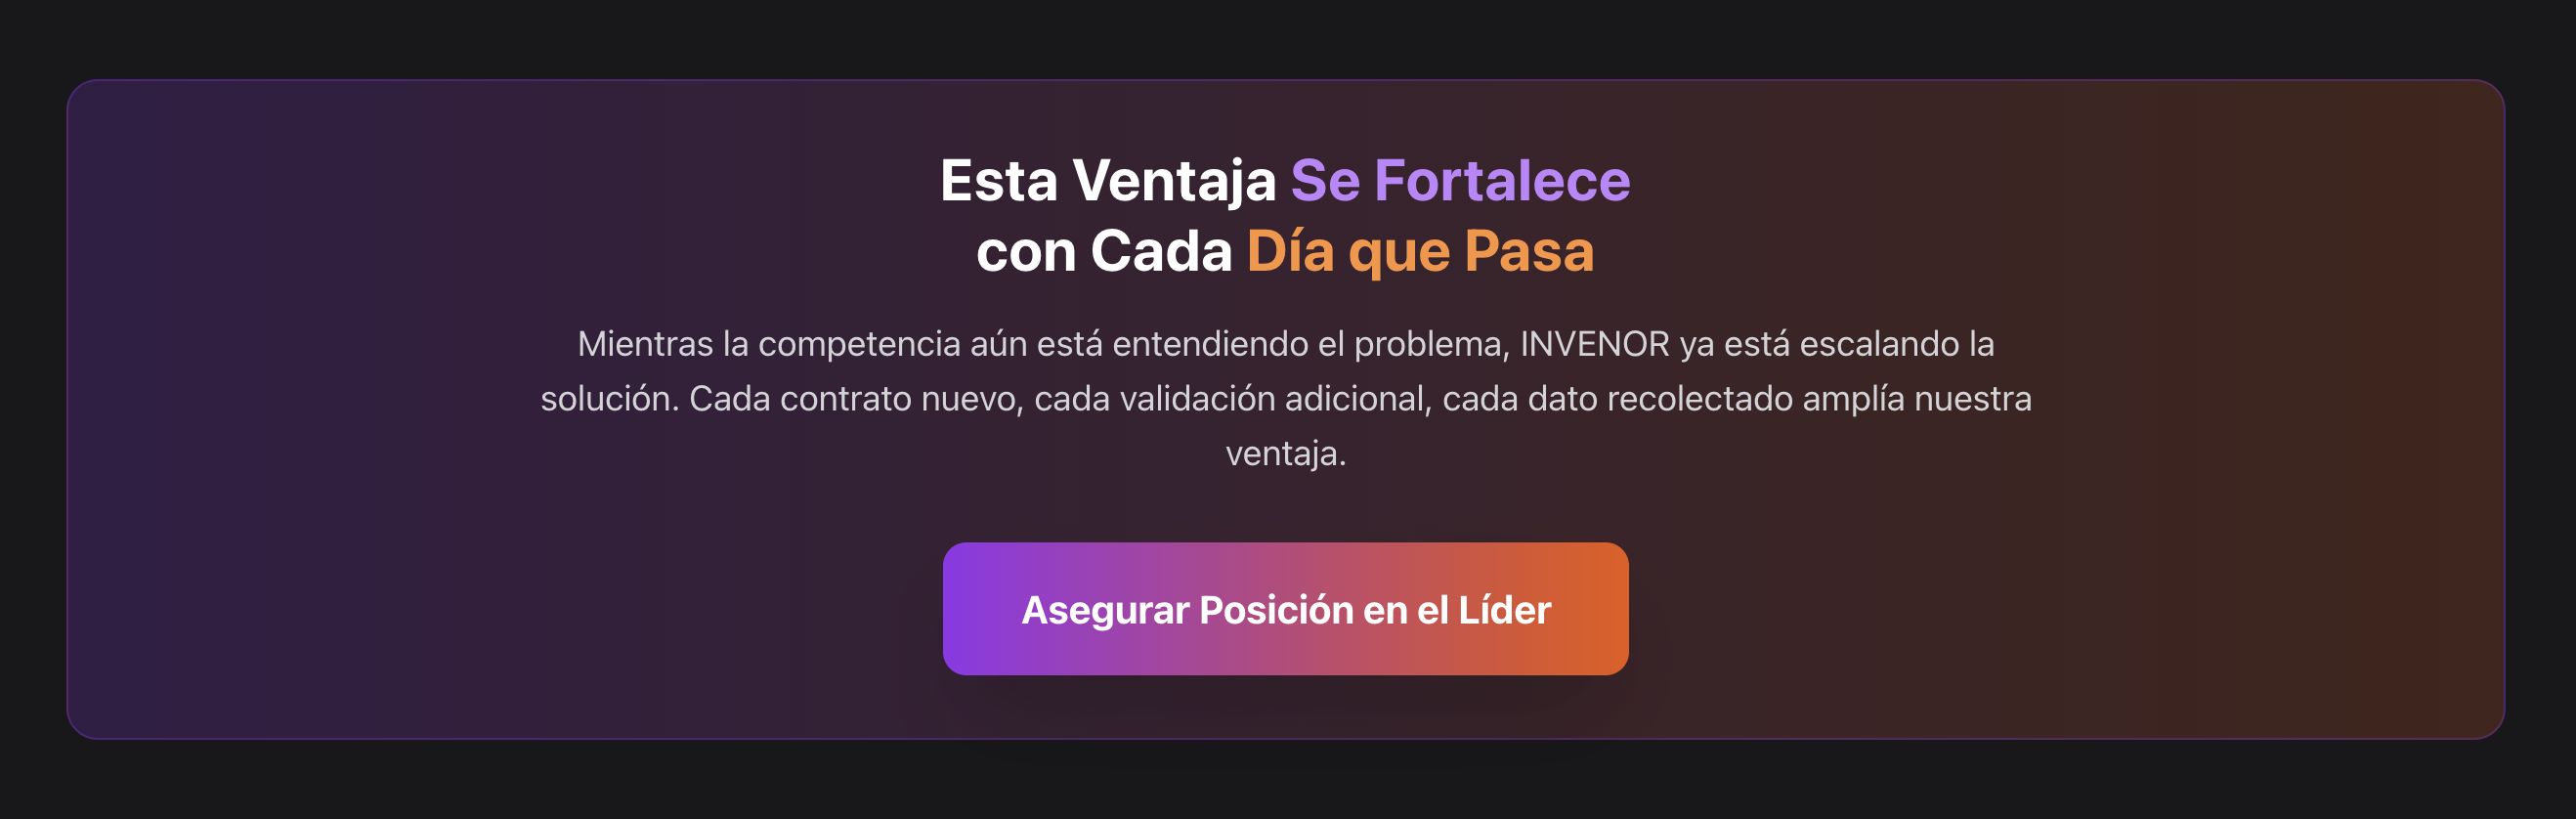 Esta Ventaja Se Fortalece
con Cada Día que Pasa
Mientras la competencia aún está entendiendo el problema, INVENOR ya está escalando la
solución. Cada contrato nuevo, cada validación adicional, cada dato recolectado amplía nuestra
ventaja.
Asegurar Posición en el Líder